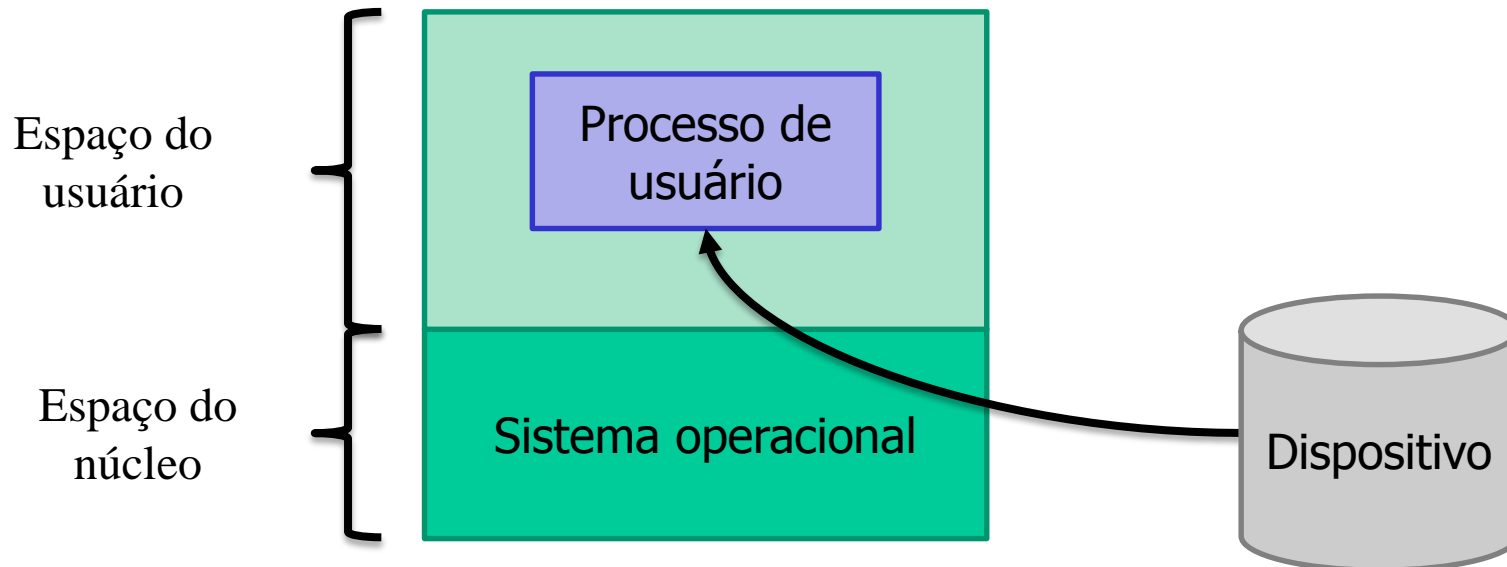 Espaço do
usuário
Processo de
usuário
Espaço do
núcleo
Sistema operacional
Dispositivo